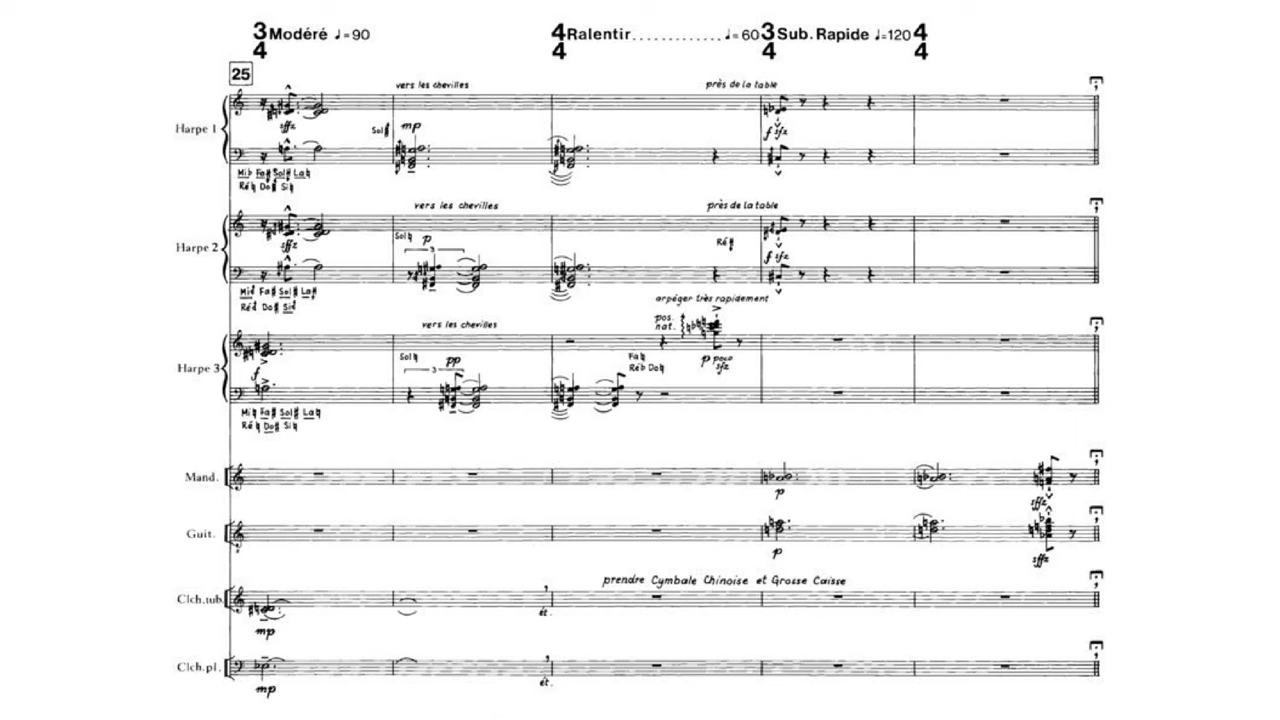 3/4 Modéré ♩=90 4/4 Ralentir............. ♩=60 3/4 Sub. Rapide ♩=120 4/4
25
vers les chevilles près de la table
Harpe 1 sffz Sol♮ mp f sfz
Mi♭ Fa♯ Sol♯ La♮
Ré♮ Do♯ Si♮
vers les chevilles près de la table
Harpe 2 sffz Sol♮ p 3 Ré♯ f sfz
Fa♯ Sol♯ La♯
Do♯
arpéger très rapidement
vers les chevilles pos. nat.
Harpe 3 f Sol♮ pp 3 Fa♮ p poco sfz
Ré♭ Do♮
Mi♮ Fa♯ Sol♯ La♮
Ré♮ Do♯ Si♮
Mand. p sffz
Guit. p sffz
prendre Cymbale Chinoise et Grosse Caisse
Clch.tub. mp ét.
Clch.pl. mp ét.